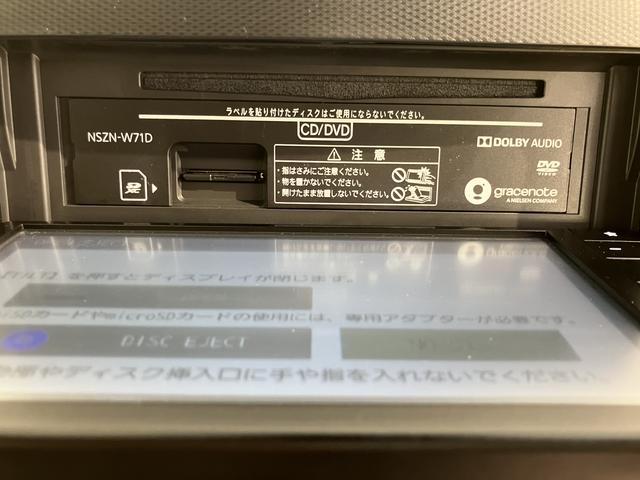 ラベルを貼り付けたディスクはご使用にならないでください。
CD/DVD
NSZN-W71D
DOLBY AUDIO
注 意
・指はさみにご注意ください。
・物を置かないでください。
・開けたまま放置しないでください。
DVD
VIDEO
SD
XC
gracenote
A NIELSEN COMPANY
を押すとディスプレイが閉じます。
SDカードやmicroSDカードの使用には、専用アダプターが必要です。
DISC EJECT
やディスク挿入口に手や指を入れないでください。